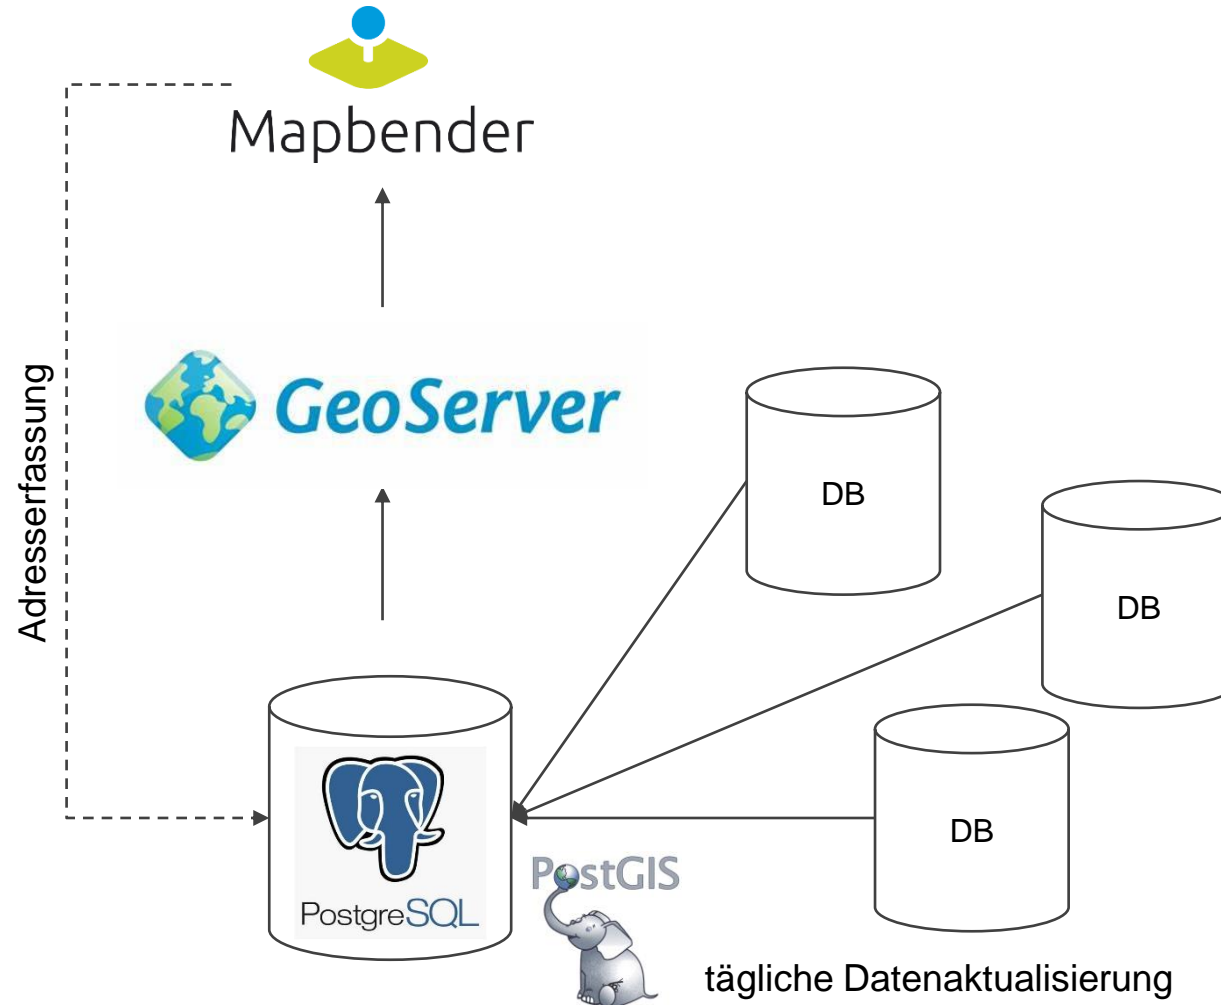 Mapbender
GeoServer
Adresserfassung
DB
DB
DB
PostgreSQL
PostGIS
tägliche Datenaktualisierung